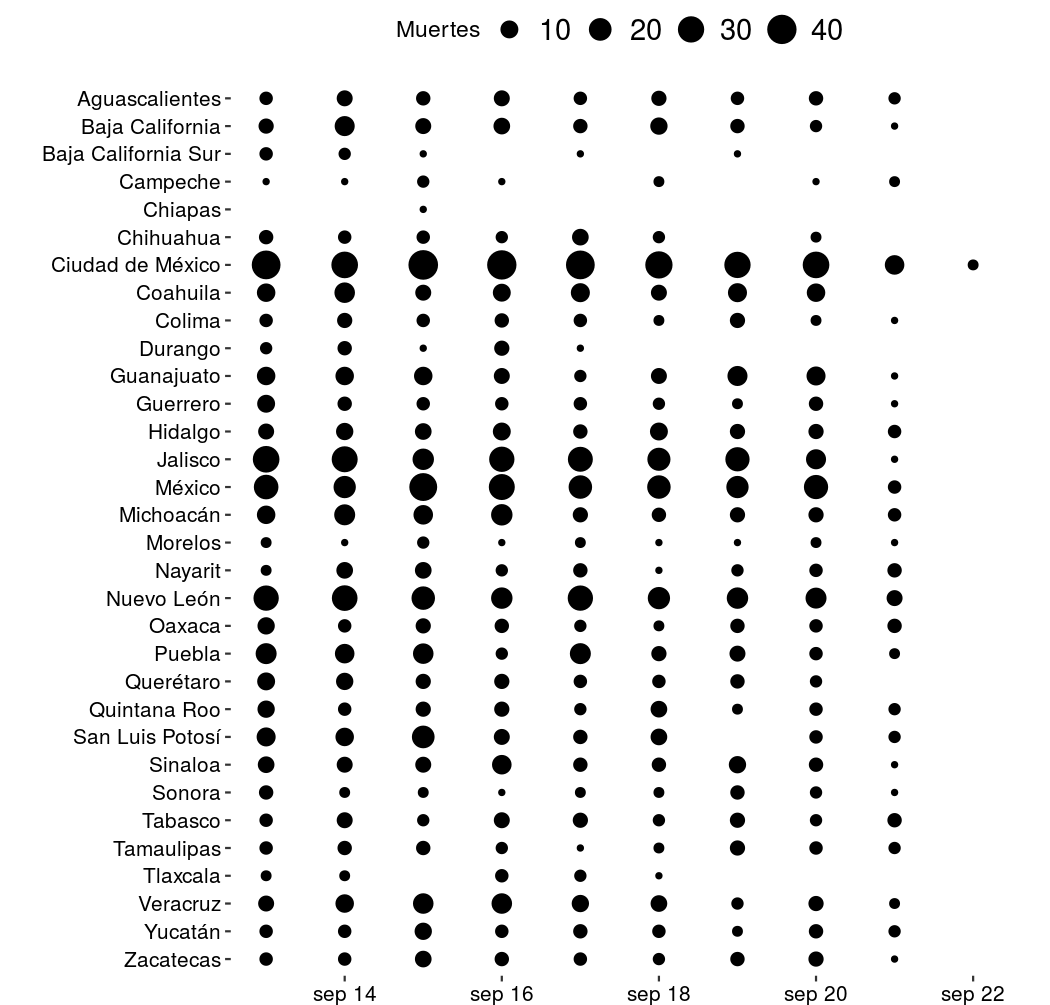 Muertes 10 20 30 40
Aguascalientes
Baja California
Baja California Sur
Campeche
Chiapas
Chihuahua
Ciudad de México
Coahuila
Colima
Durango
Guanajuato
Guerrero
Hidalgo
Jalisco
México
Michoacán
Morelos
Nayarit
Nuevo León
Oaxaca
Puebla
Querétaro
Quintana Roo
San Luis Potosí
Sinaloa
Sonora
Tabasco
Tamaulipas
Tlaxcala
Veracruz
Yucatán
Zacatecas
sep 14 sep 16 sep 18 sep 20 sep 22